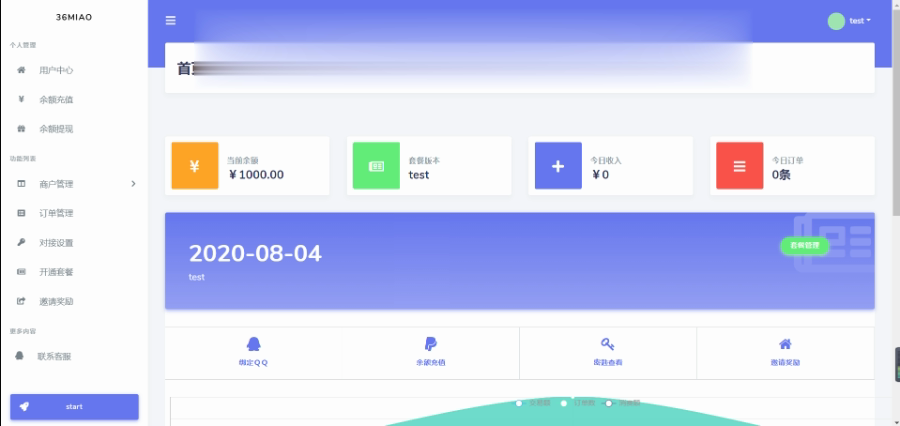 36MIAO
test
首页
个人管理
用户中心
余额充值
余额提现
功能列表
商户管理
订单管理
对接设置
开通套餐
邀请奖励
更多内容
联系客服
start
当前余额
¥1000.00
套餐版本
test
今日收入
¥0
今日订单
0条
2020-08-04
test
套餐管理
绑定QQ
余额充值
密匙查看
邀请奖励